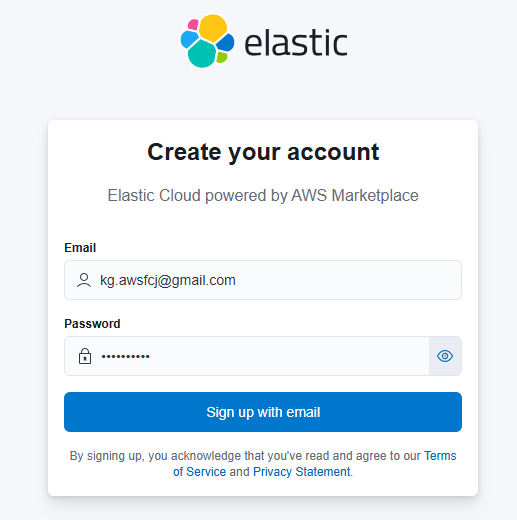 elastic
Create your account
Elastic Cloud powered by AWS Marketplace
Email
kg.awsfcj@gmail.com
Password
••••••••••
Sign up with email
By signing up, you acknowledge that you've read and agree to our Terms
of Service and Privacy Statement.